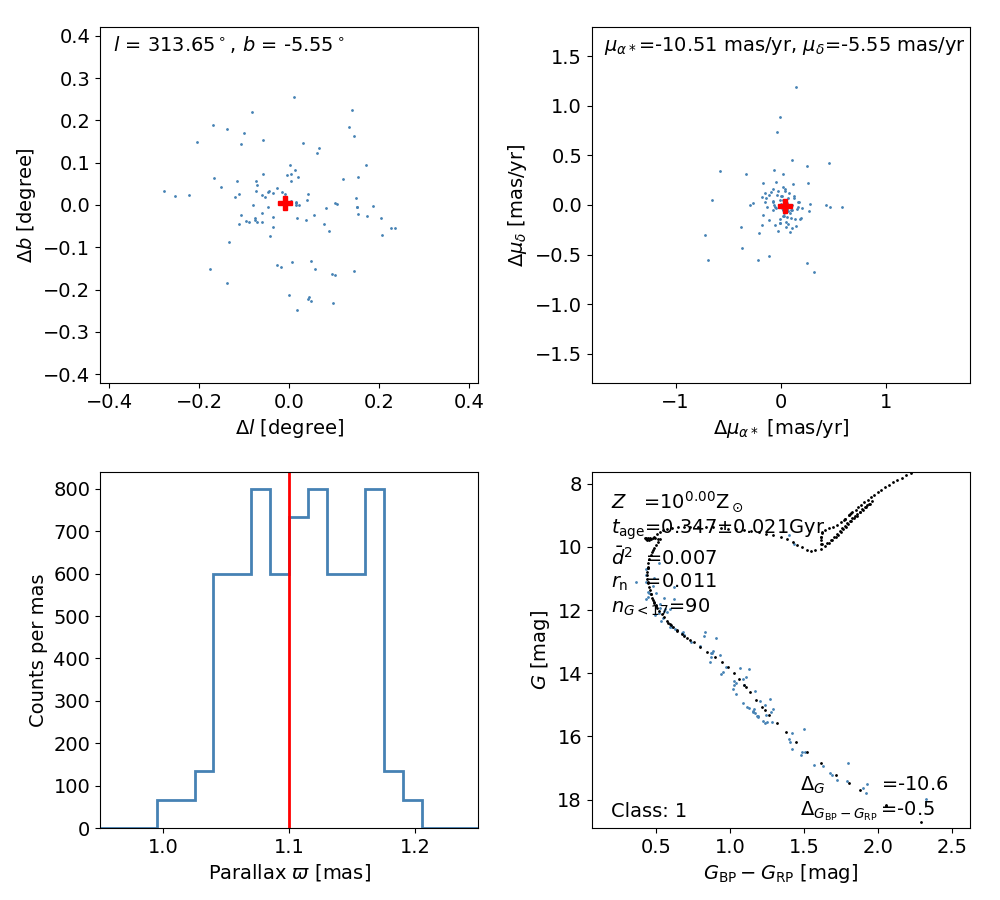 l = 313.65°, b = -5.55°
0.4
0.3
0.2
0.1
0.0
−0.1
−0.2
−0.3
−0.4
−0.4 −0.2 0.0 0.2 0.4
Δl [degree]
Δb [degree]
μα*=-10.51 mas/yr, μδ=-5.55 mas/yr
1.5
1.0
0.5
0.0
−0.5
−1.0
−1.5
−1 0 1
Δμα* [mas/yr]
Δμδ [mas/yr]
800
700
600
500
400
300
200
100
0
1.0 1.1 1.2
Parallax ϖ [mas]
Counts per mas
Z =10^0.00 Z⊙
t_age=0.347±0.021Gyr
d̄² =0.007
r_n =0.011
n_G<17=90
Δ_G =-10.6
Δ_G_BP−G_RP=-0.5
Class: 1
8
10
12
14
16
18
0.5 1.0 1.5 2.0 2.5
G_BP − G_RP [mag]
G [mag]